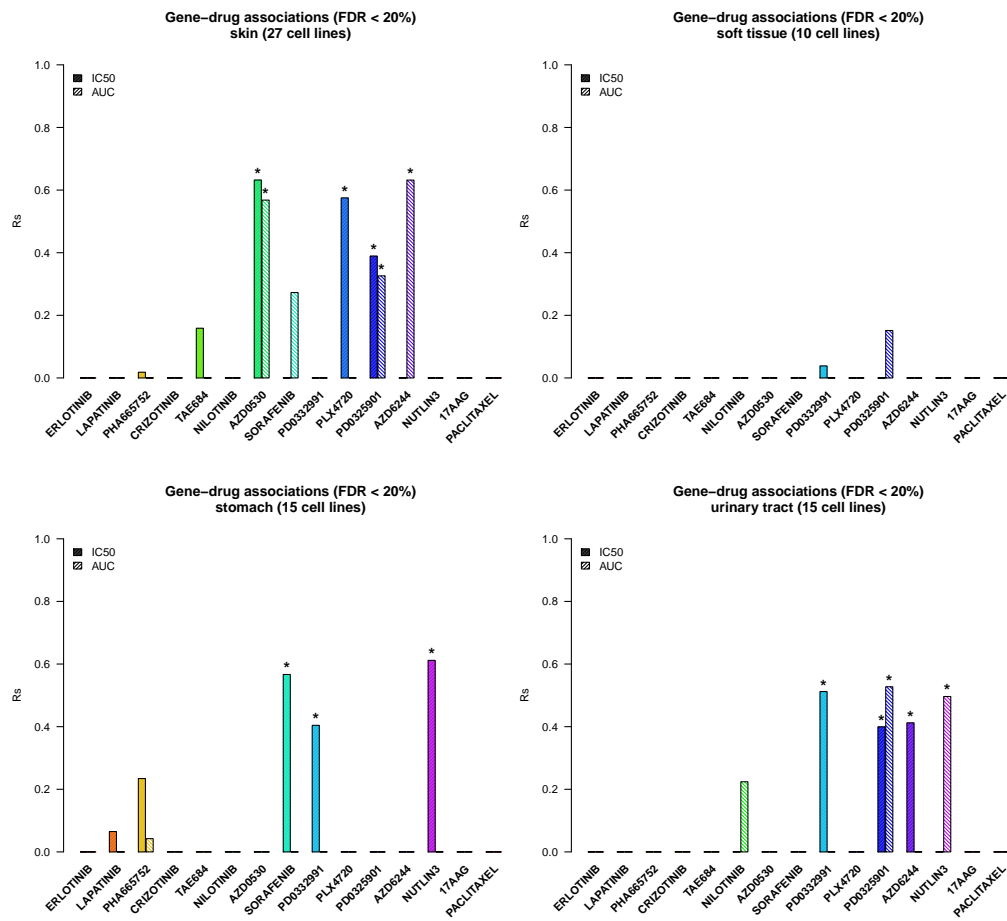 Gene−drug associations (FDR < 20%)
skin (27 cell lines)
1.0
0.8
0.6
0.4
0.2
0.0
Rs
IC50
AUC
*
*
*
*
*
*
ERLOTINIB
LAPATINIB
PHA665752
CRIZOTINIB
TAE684
NILOTINIB
AZD0530
SORAFENIB
PD0332991
PLX4720
PD0325901
AZD6244
NUTLIN3
17AAG
PACLITAXEL
Gene−drug associations (FDR < 20%)
soft tissue (10 cell lines)
1.0
0.8
0.6
0.4
0.2
0.0
Rs
IC50
AUC
ERLOTINIB
LAPATINIB
PHA665752
CRIZOTINIB
TAE684
NILOTINIB
AZD0530
SORAFENIB
PD0332991
PLX4720
PD0325901
AZD6244
NUTLIN3
17AAG
PACLITAXEL
Gene−drug associations (FDR < 20%)
stomach (15 cell lines)
1.0
0.8
0.6
0.4
0.2
0.0
Rs
IC50
AUC
*
*
*
ERLOTINIB
LAPATINIB
PHA665752
CRIZOTINIB
TAE684
NILOTINIB
AZD0530
SORAFENIB
PD0332991
PLX4720
PD0325901
AZD6244
NUTLIN3
17AAG
PACLITAXEL
Gene−drug associations (FDR < 20%)
urinary tract (15 cell lines)
1.0
0.8
0.6
0.4
0.2
0.0
Rs
IC50
AUC
*
*
*
*
*
ERLOTINIB
LAPATINIB
PHA665752
CRIZOTINIB
TAE684
NILOTINIB
AZD0530
SORAFENIB
PD0332991
PLX4720
PD0325901
AZD6244
NUTLIN3
17AAG
PACLITAXEL